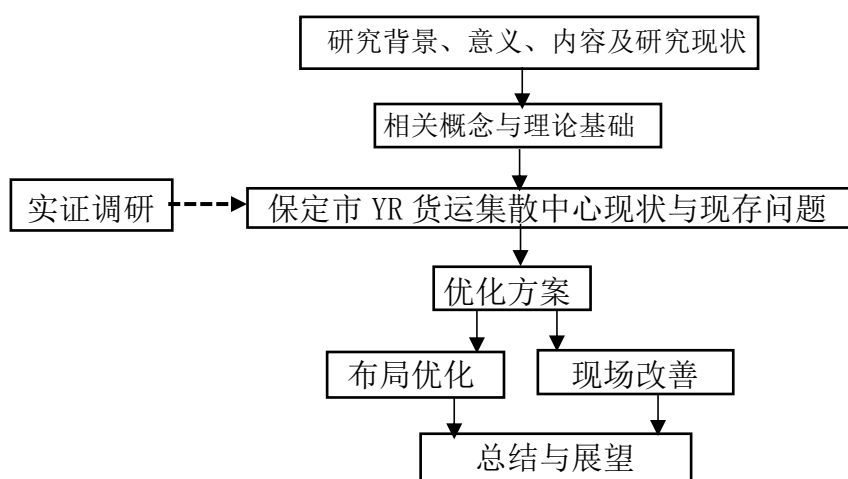 研究背景、意义、内容及研究现状
相关概念与理论基础
实证调研
保定市 YR 货运集散中心现状与现存问题
优化方案
布局优化
现场改善
总结与展望